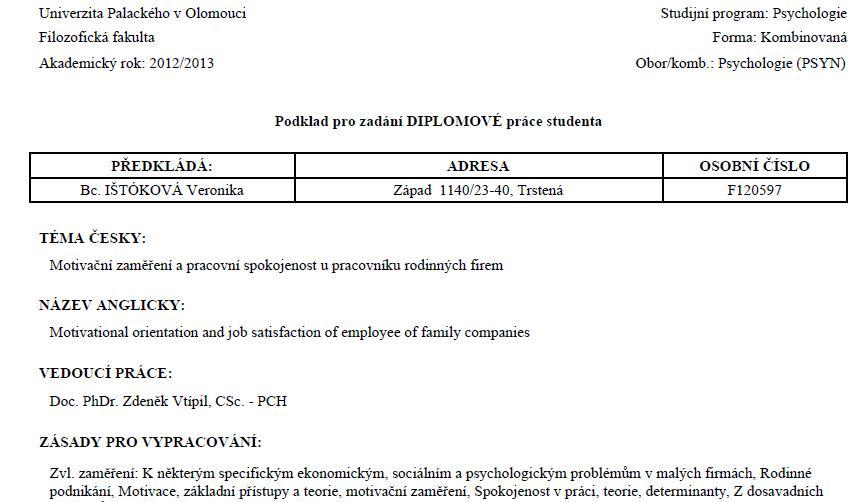 Univerzita Palackého v Olomouci Studijní program: Psychologie
Filozofická fakulta Forma: Kombinovaná
Akademický rok: 2012/2013 Obor/komb.: Psychologie (PSYN)
Podklad pro zadání DIPLOMOVÉ práce studenta
PŘEDKLÁDÁ: ADRESA OSOBNÍ ČÍSLO
Bc. IŠTÓKOVÁ Veronika Západ 1140/23-40, Trstená F120597
TÉMA ČESKY:
Motivační zaměření a pracovní spokojenost u pracovníku rodinných firem
NÁZEV ANGLICKY:
Motivational orientation and job satisfaction of employee of family companies
VEDOUCÍ PRÁCE:
Doc. PhDr. Zdeněk Vtípil, CSc. - PCH
ZÁSADY PRO VYPRACOVÁNÍ:
Zvl. zaměření: K některým specifickým ekonomickým, sociálním a psychologickým problémům v malých firmách, Rodinné
podnikání, Motivace, základní přístupy a teorie, motivační zaměření, Spokojenost v práci, teorie, determinanty, Z dosavadních